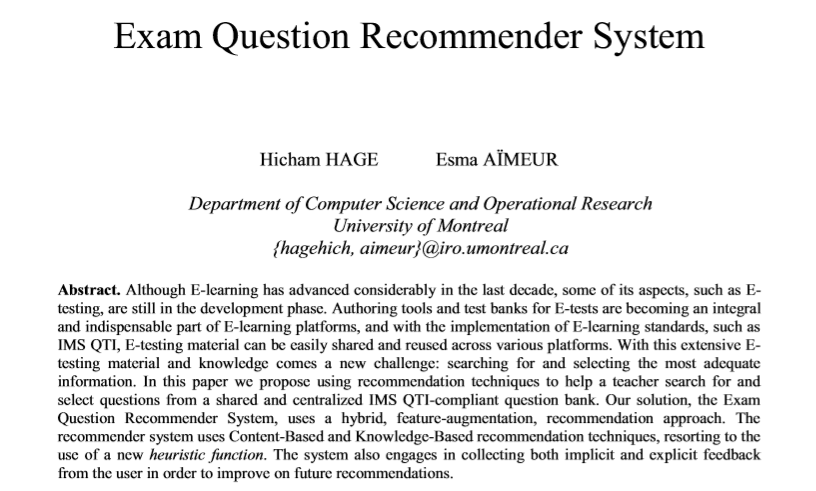 Exam Question Recommender System
Hicham HAGE Esma AÏMEUR
Department of Computer Science and Operational Research
University of Montreal
{hagehich, aimeur}@iro.umontreal.ca
Abstract. Although E-learning has advanced considerably in the last decade, some of its aspects, such as E-
testing, are still in the development phase. Authoring tools and test banks for E-tests are becoming an integral
and indispensable part of E-learning platforms, and with the implementation of E-learning standards, such as
IMS QTI, E-testing material can be easily shared and reused across various platforms. With this extensive E-
testing material and knowledge comes a new challenge: searching for and selecting the most adequate
information. In this paper we propose using recommendation techniques to help a teacher search for and
select questions from a shared and centralized IMS QTI-compliant question bank. Our solution, the Exam
Question Recommender System, uses a hybrid, feature-augmentation, recommendation approach. The
recommender system uses Content-Based and Knowledge-Based recommendation techniques, resorting to the
use of a new heuristic function. The system also engages in collecting both implicit and explicit feedback
from the user in order to improve on future recommendations.